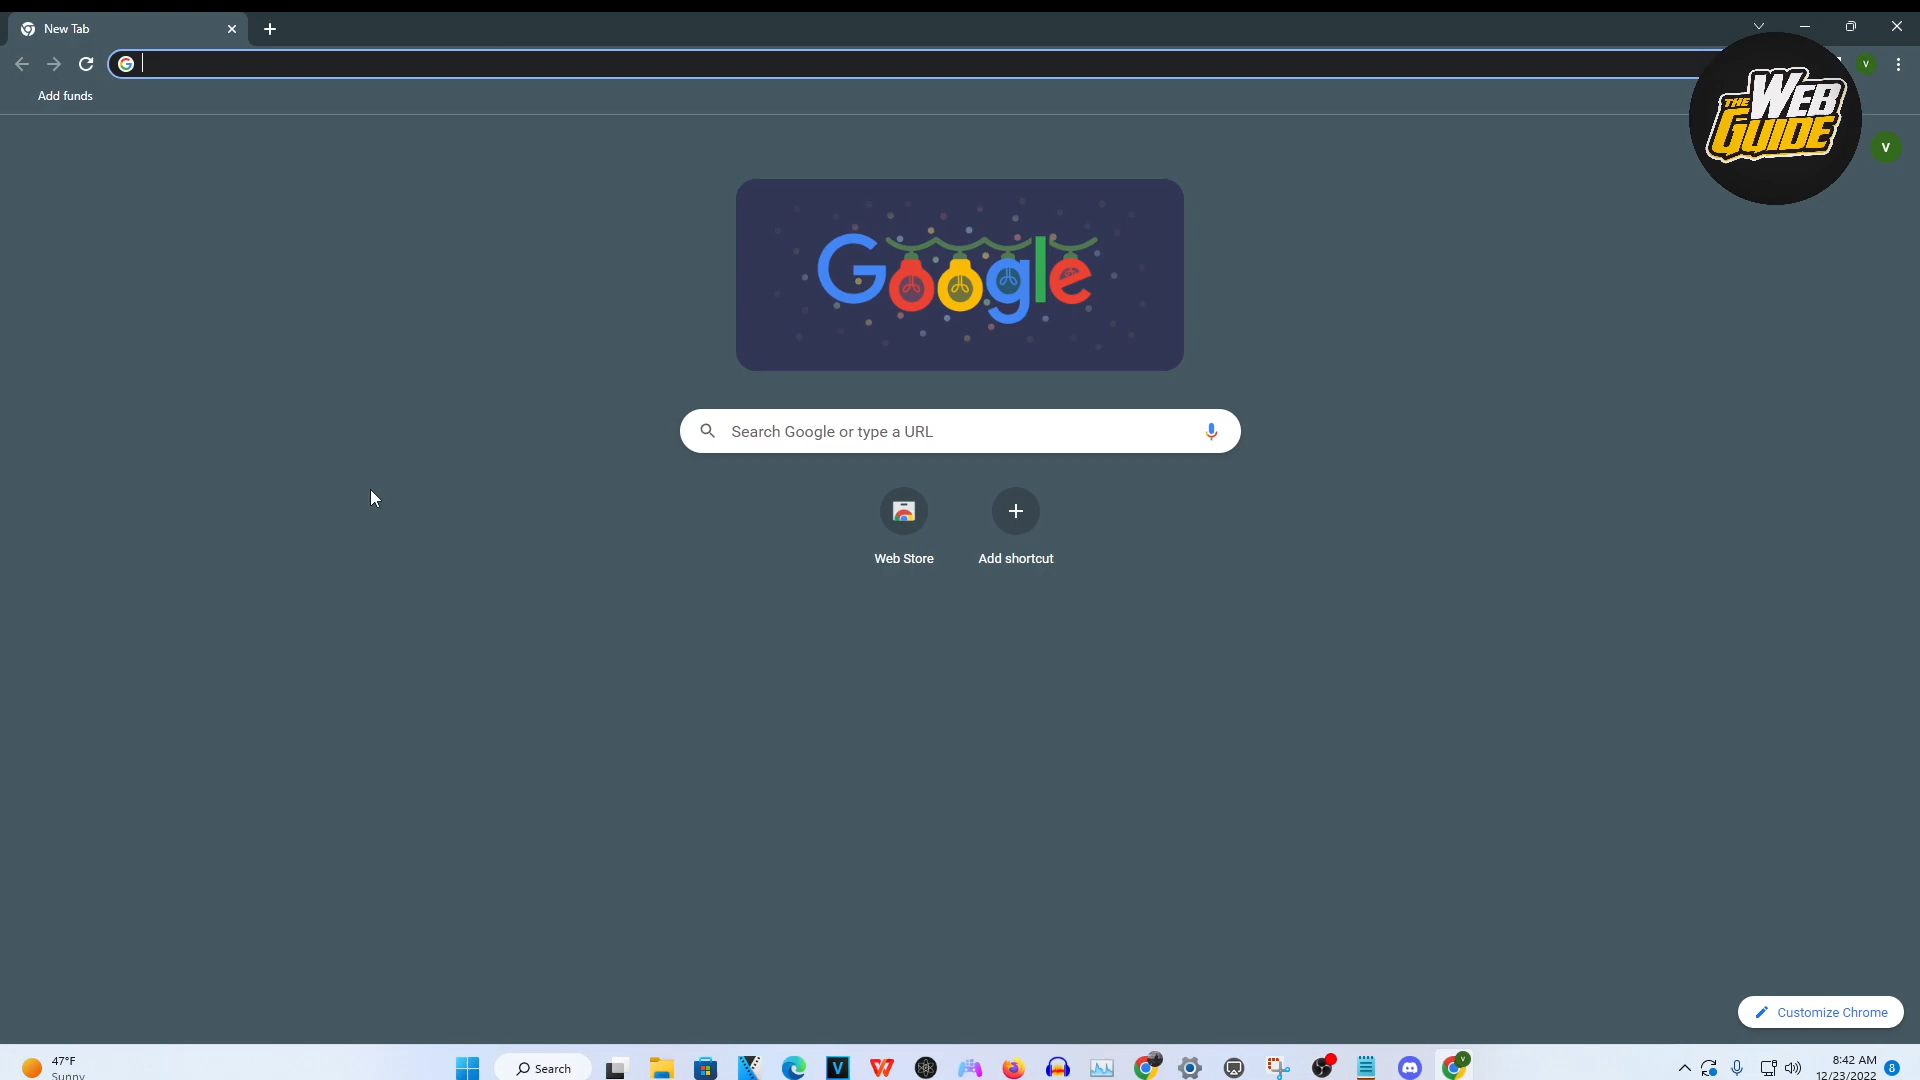 New Tab
Add funds
V
THE WEB GUIDE
V
Google
Search Google or type a URL
Web Store
Add shortcut
Customize Chrome
47°F
Sunny
Search
V
W
V
8:42 AM
12/23/2022
8